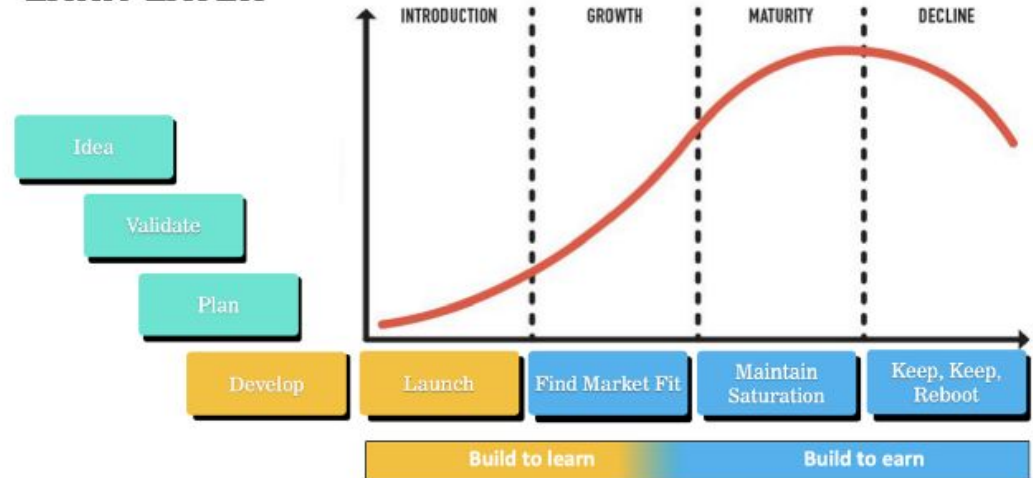 INTRODUCTION
GROWTH
MATURITY
DECLINE
Idea
Validate
Plan
Develop
Launch
Find Market Fit
Maintain
Saturation
Keep, Keep,
Reboot
Build to learn
Build to earn